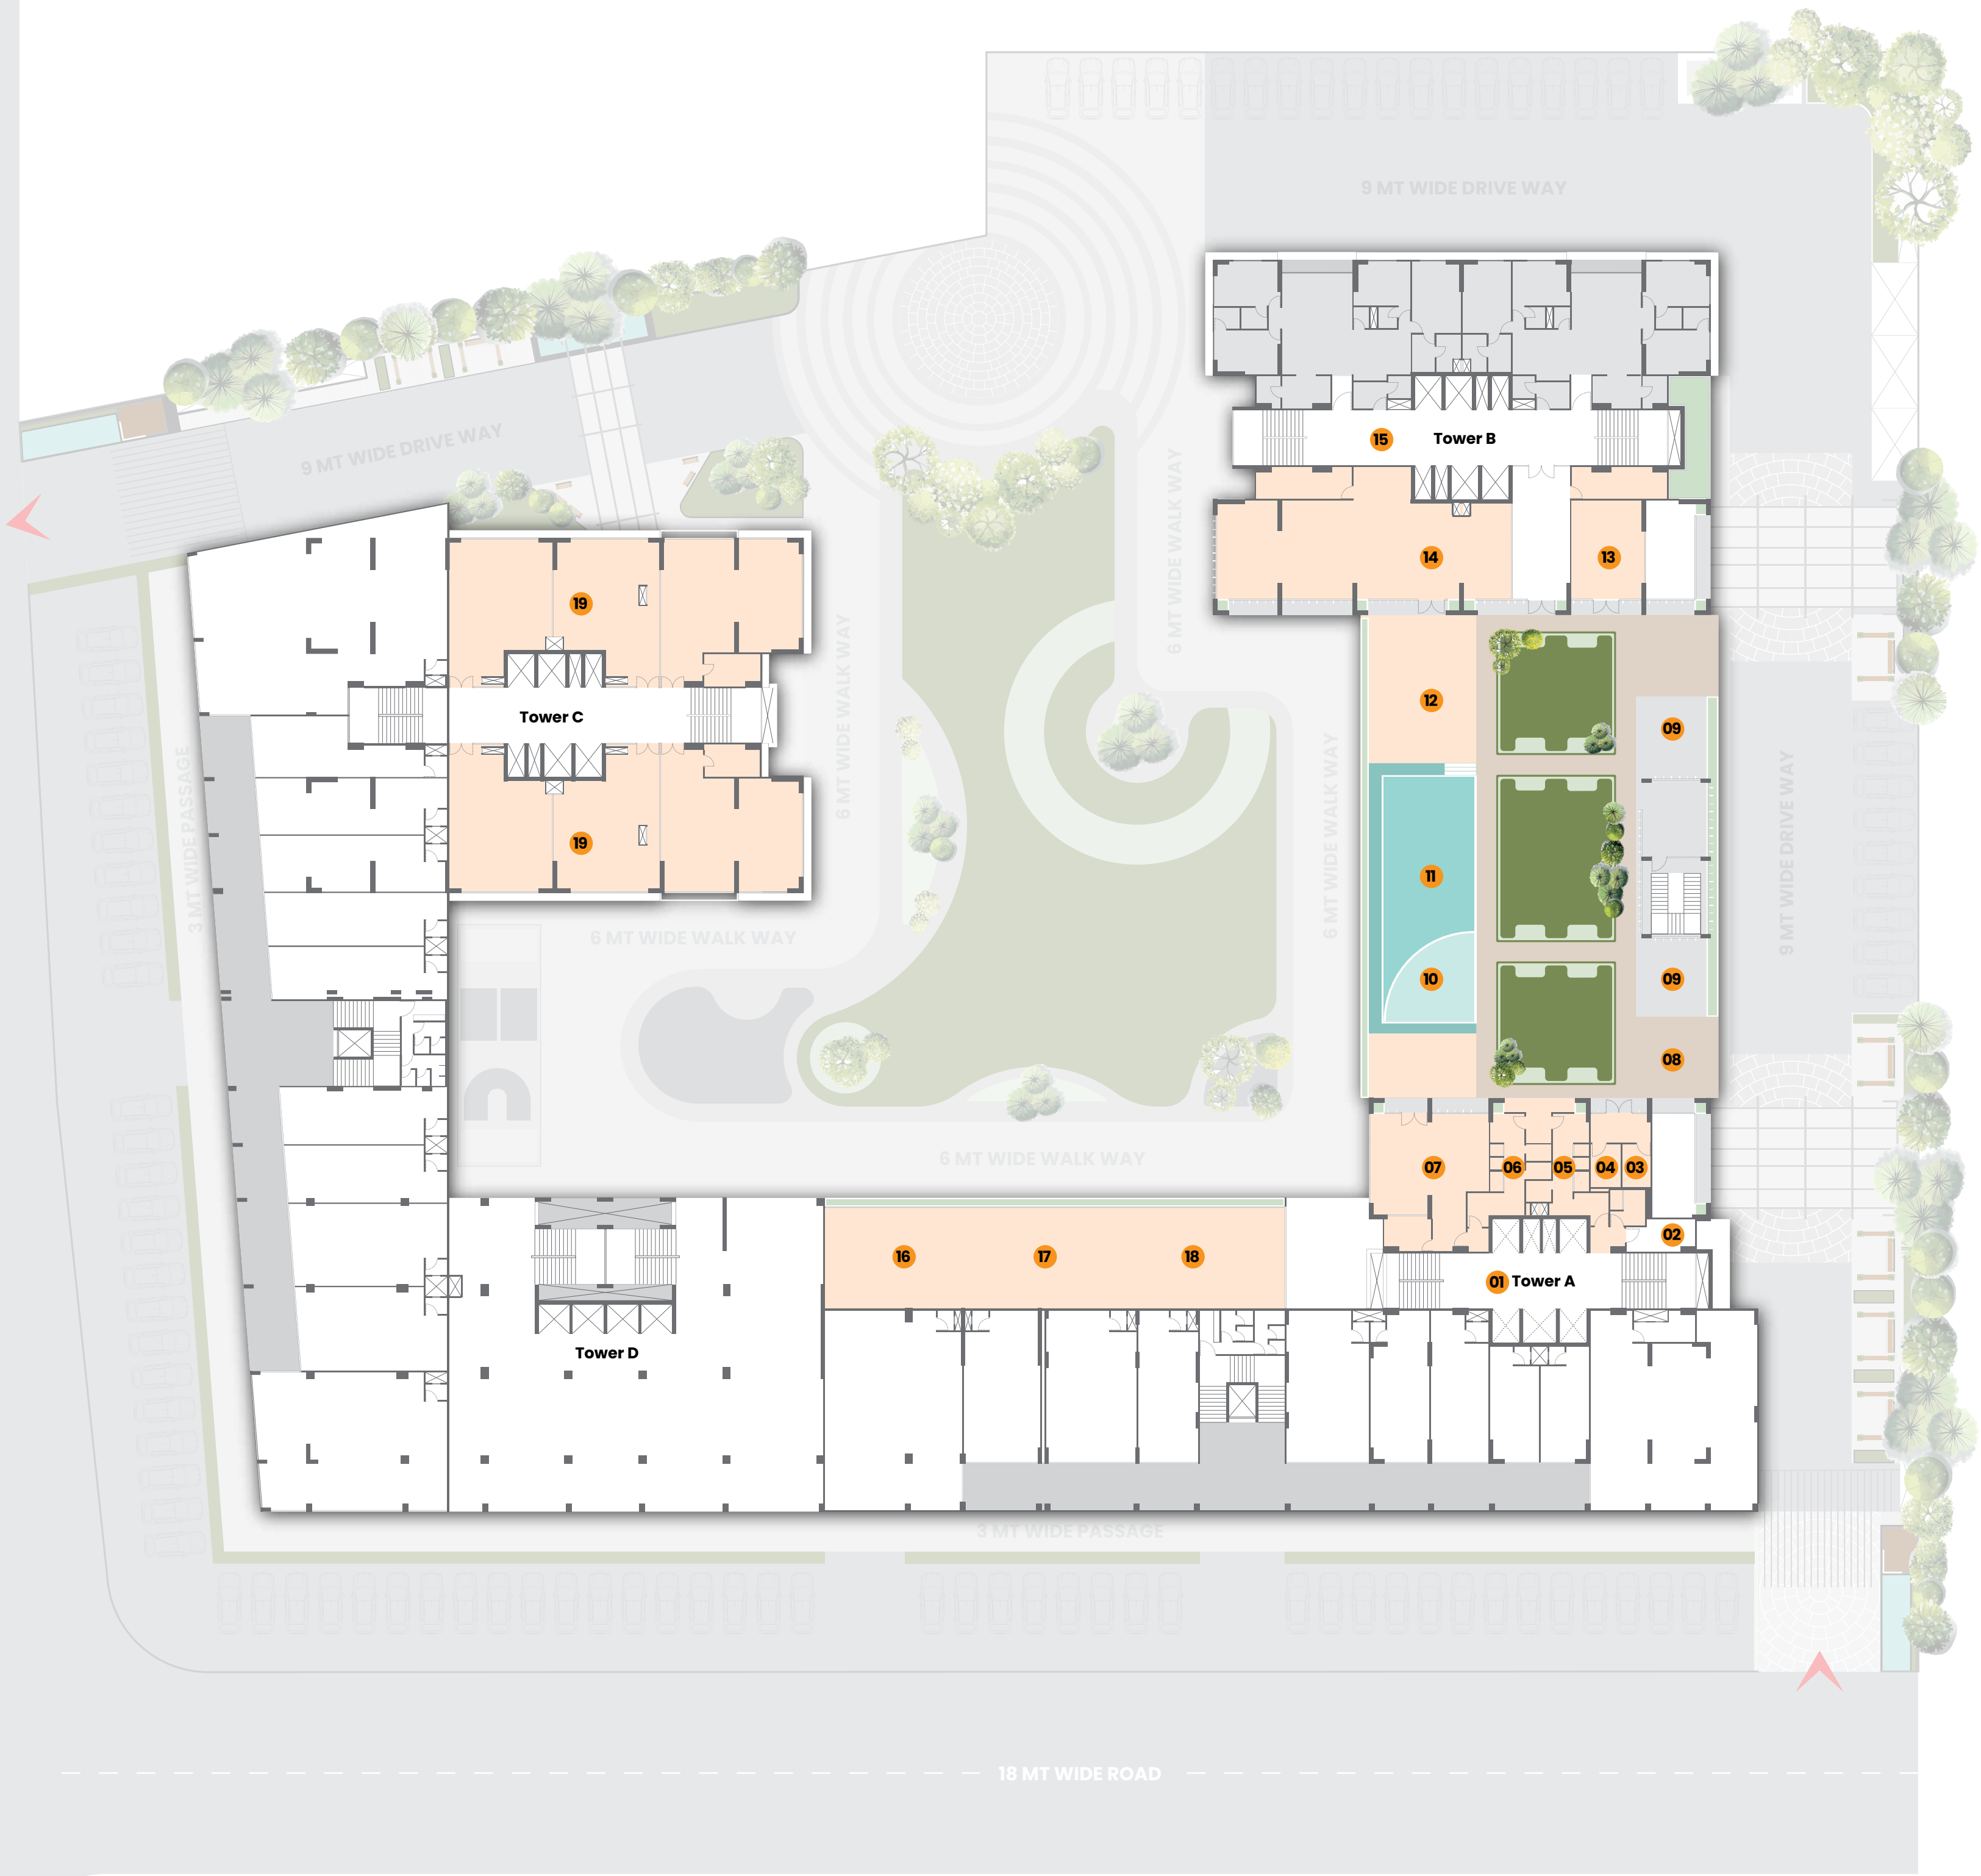 9 MT WIDE DRIVE WAY
9 MT WIDE DRIVE WAY
15 Tower B
6 MT WIDE WALK WAY
14
13
19
6 MT WIDE WALK WAY
Tower C
12
09
3 MT WIDE PASSAGE
6 MT WIDE WALK WAY
9 MT WIDE DRIVE WAY
19
11
6 MT WIDE WALK WAY
10
09
08
6 MT WIDE WALK WAY
07
06
05
04
03
02
16
17
18
01 Tower A
Tower D
3 MT WIDE PASSAGE
18 MT WIDE ROAD